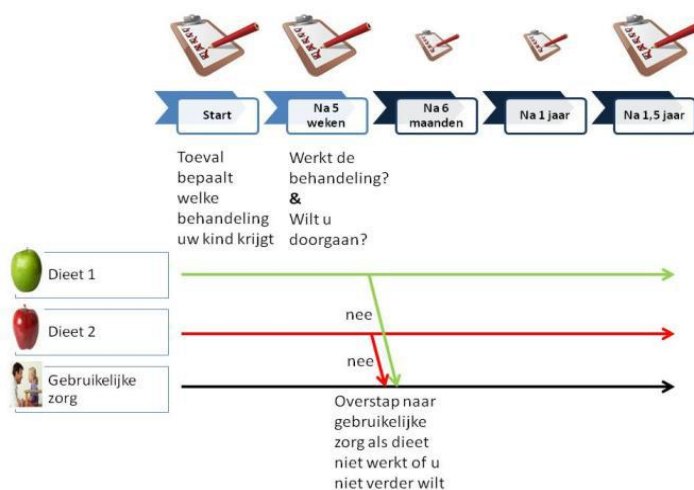 Start
Na 5
weken
Na 6
maanden
Na 1 jaar
Na 1,5 jaar
Toeval
bepaalt
welke
behandeling
uw kind krijgt
Werkt de
behandeling?
&
Wilt u
doorgaan?
Dieet 1
nee
Dieet 2
nee
Gebruikelijke
zorg
Overstap naar
gebruikelijke
zorg als dieet
niet werkt of u
niet verder wilt